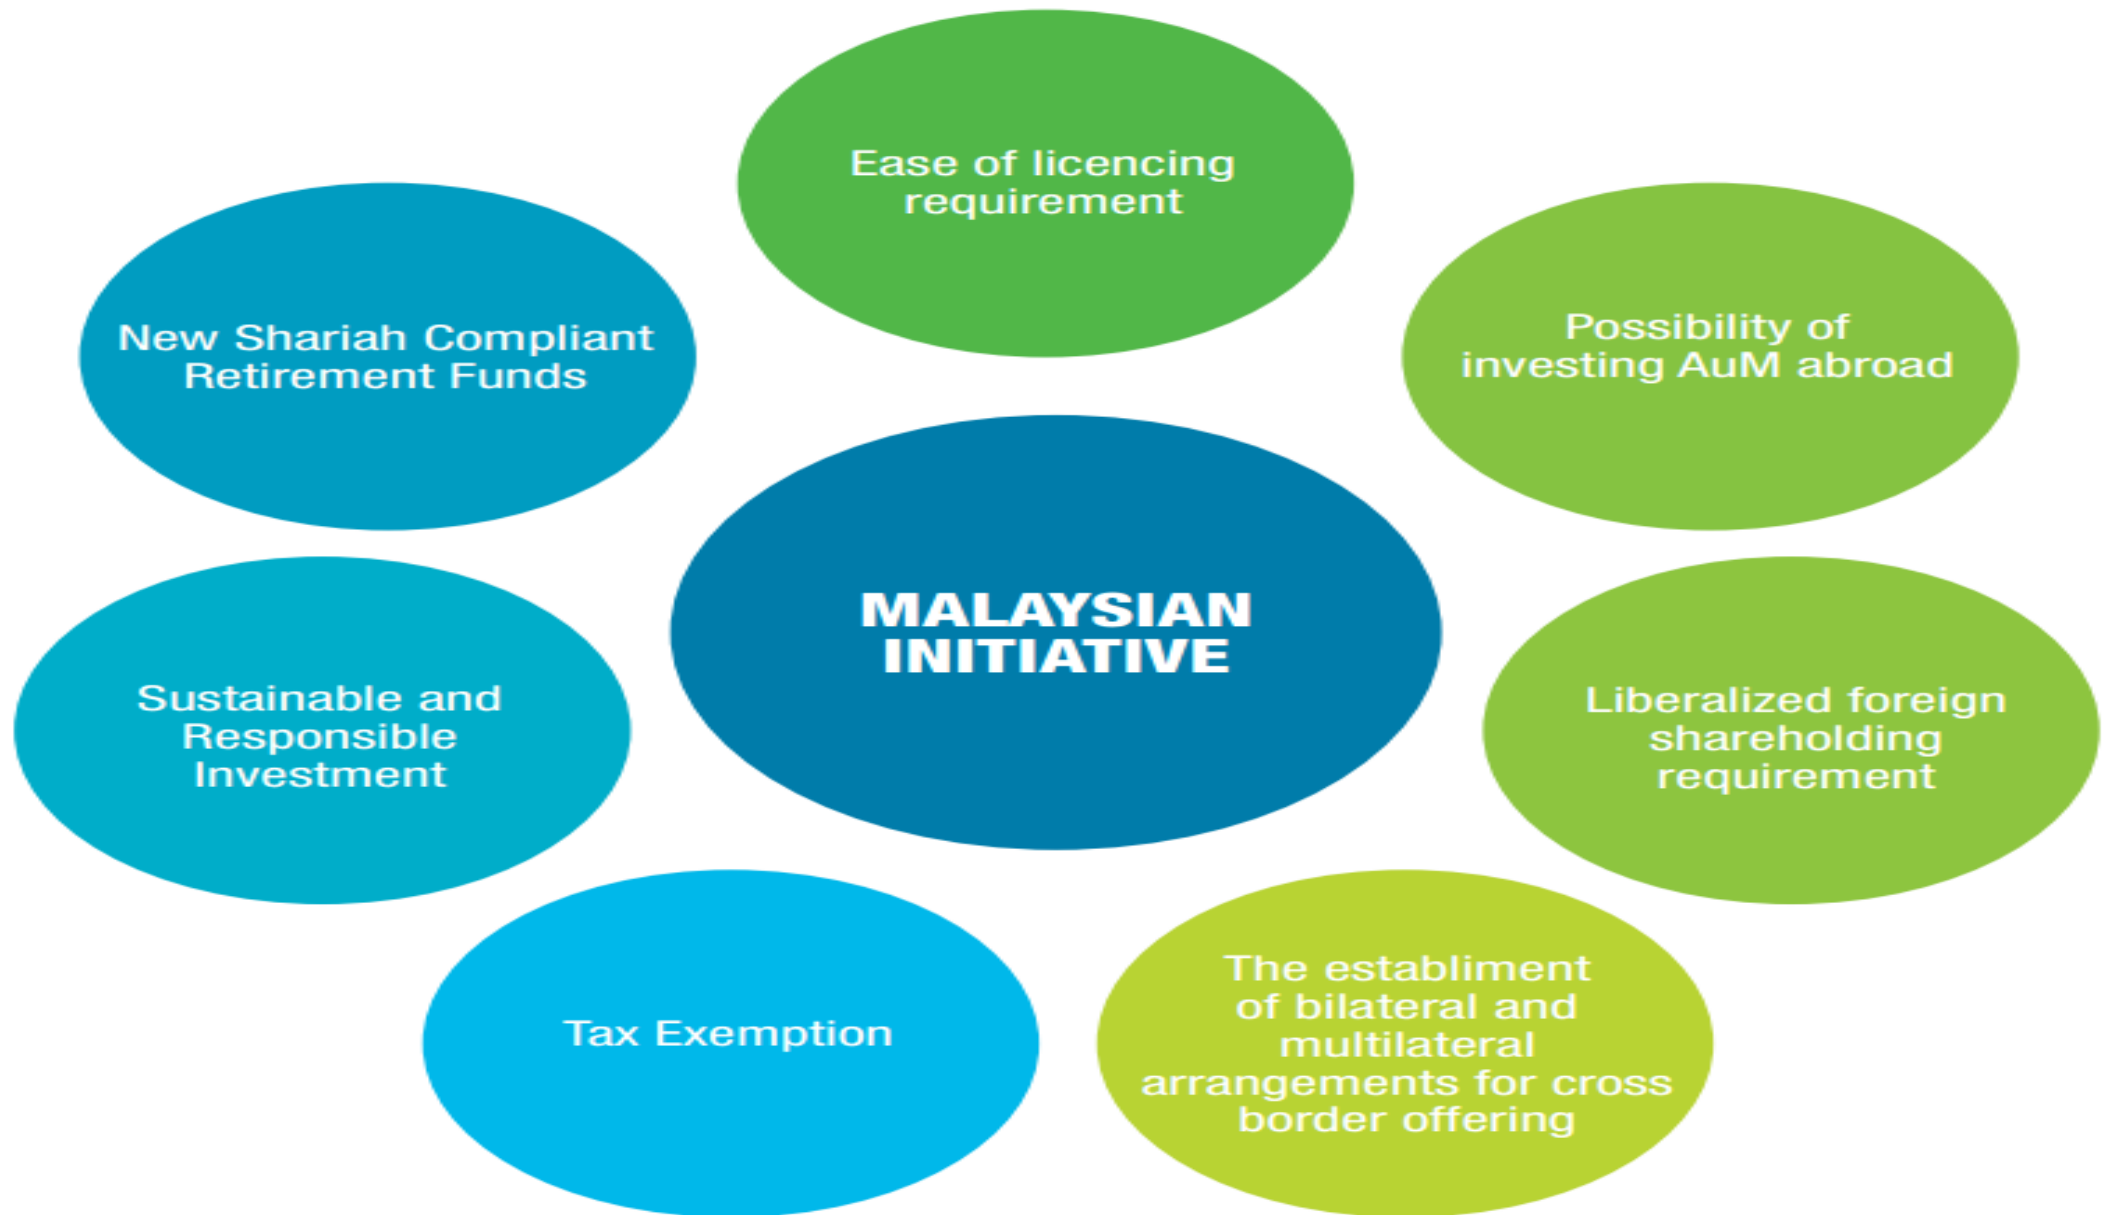 Ease of licencing
requirement
New Shariah Compliant
Retirement Funds
Possibility of
investing AuM abroad
MALAYSIAN
INITIATIVE
Sustainable and
Responsible
Investment
Liberalized foreign
shareholding
requirement
Tax Exemption
The establiment
of bilateral and
multilateral
arrangements for cross
border offering